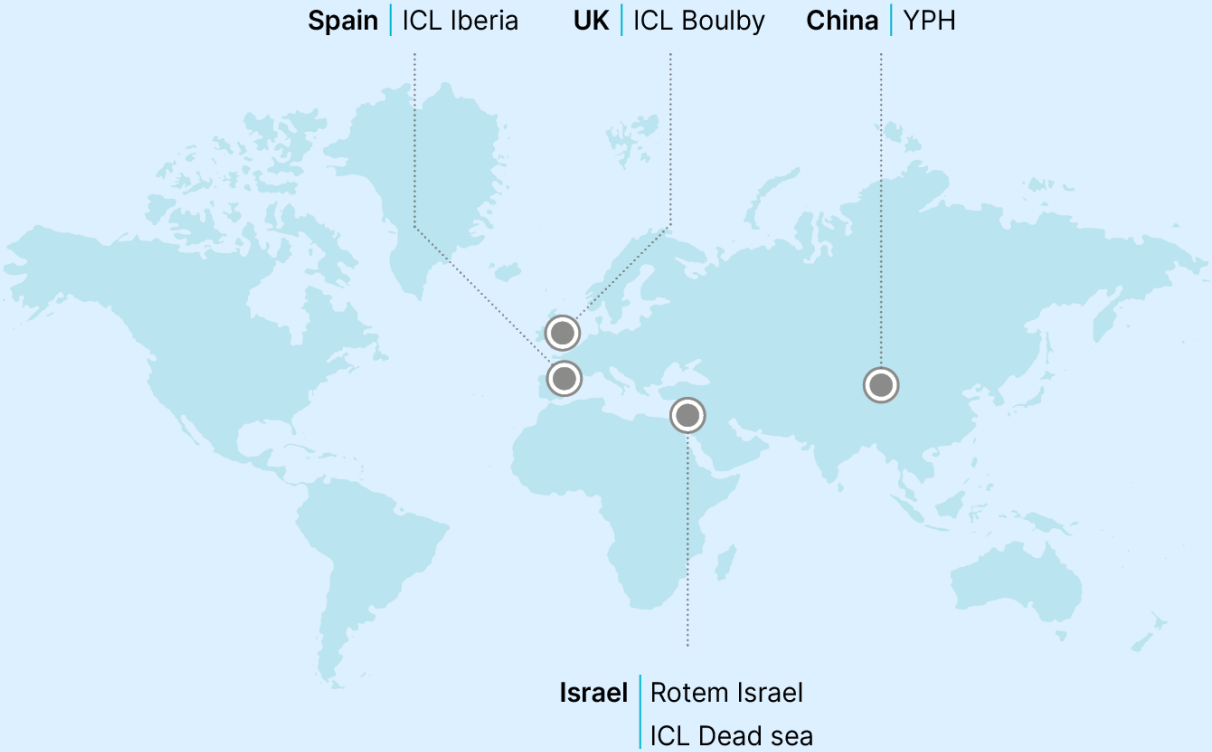 Spain | ICL Iberia
UK | ICL Boulby
China | YPH
Israel | Rotem Israel
ICL Dead sea